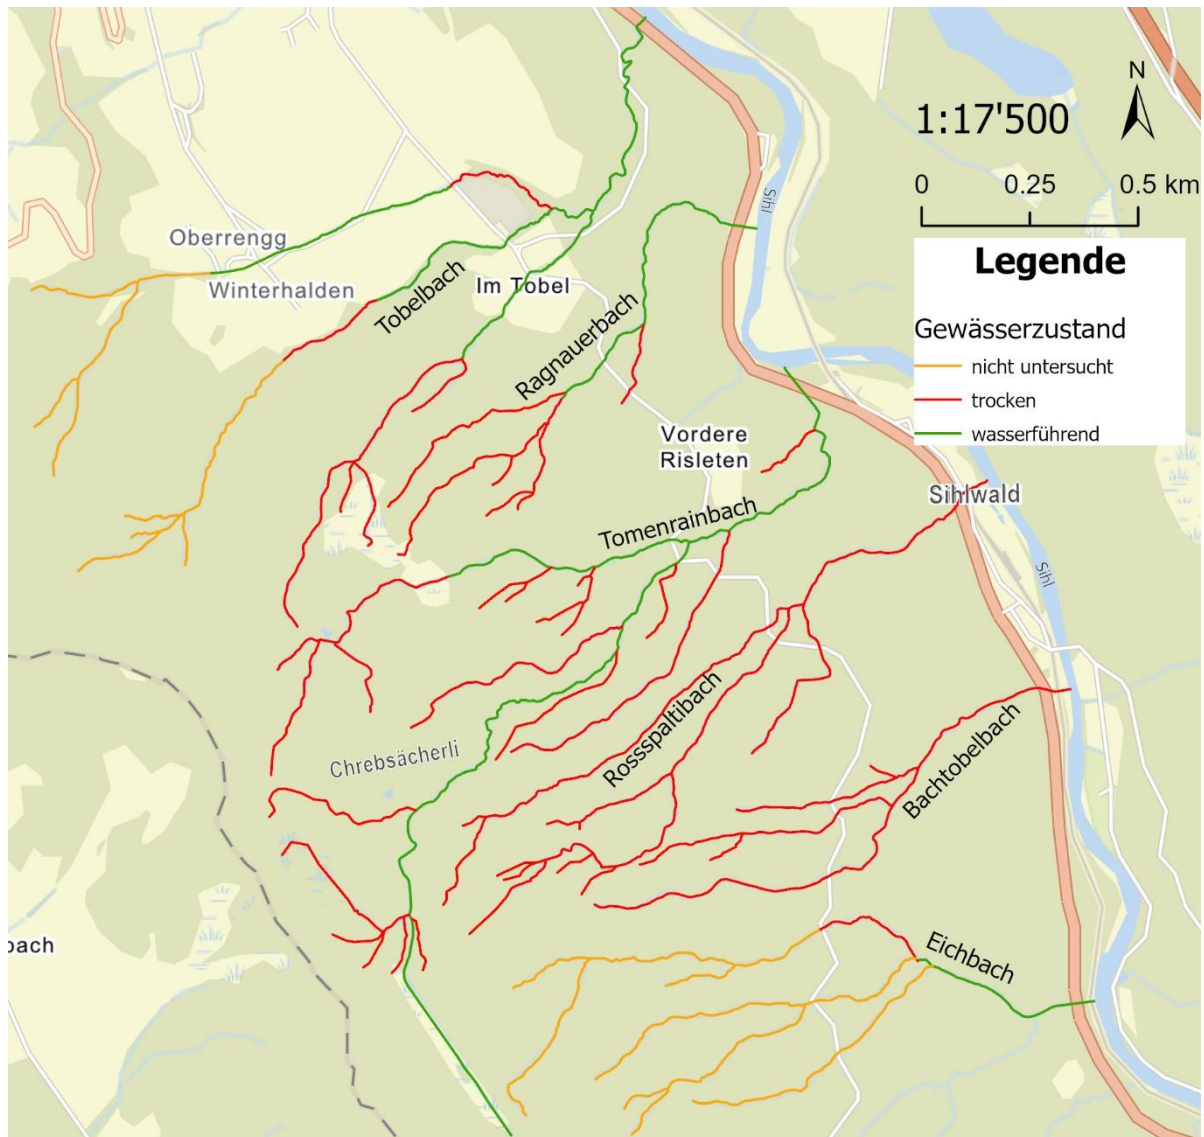 N
1:17'500
0 0.25 0.5 km
Sihl
Legende
Gewässerzustand
nicht untersucht
trocken
wasserführend
Oberrengg
Winterhalden
Tobelbach
Im Tobel
Ragnauerbach
Vordere
Risleten
Sihlwald
Tomenrainbach
Sihl
Chrebsächerli
Rossspaltibach
Bachtobelbach
Eichbach
bach